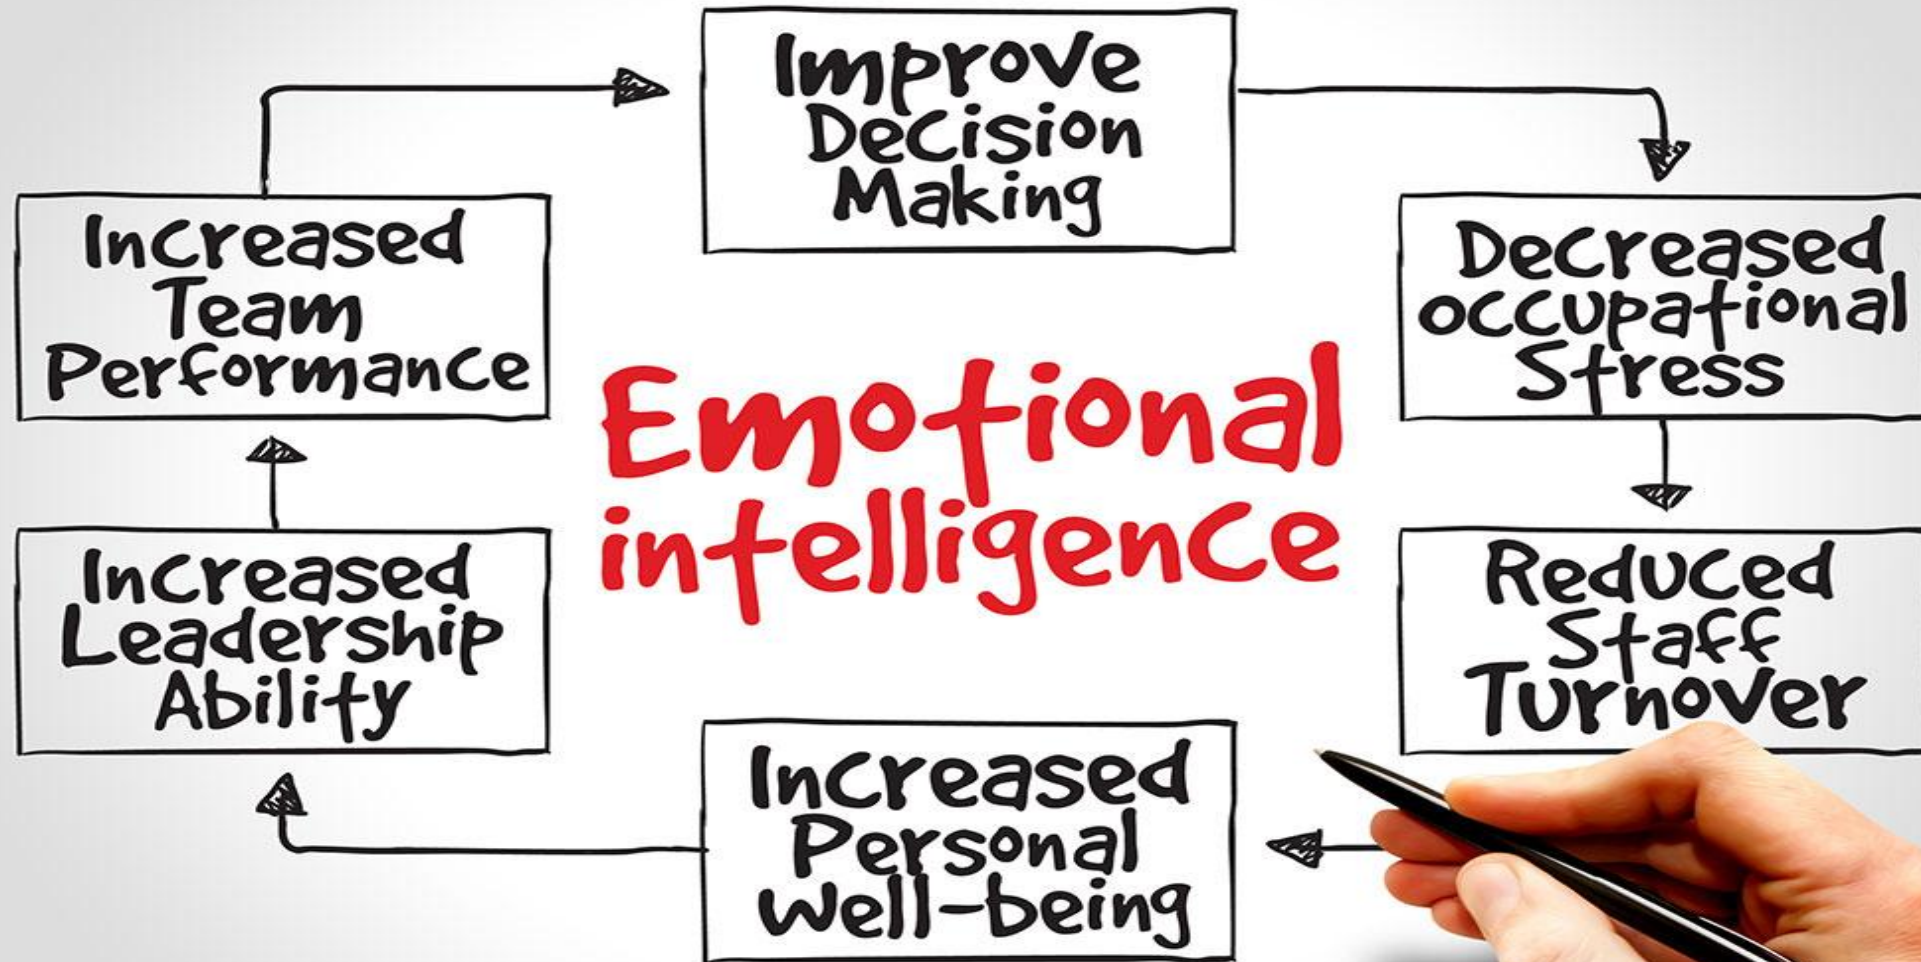 Improve
Decision
Making
Decreased
occupational
Stress
Reduced
Staff
Turnover
Increased
Personal
Well-being
Increased
Leadership
Ability
Increased
Team
Performance
Emotional
intelligence